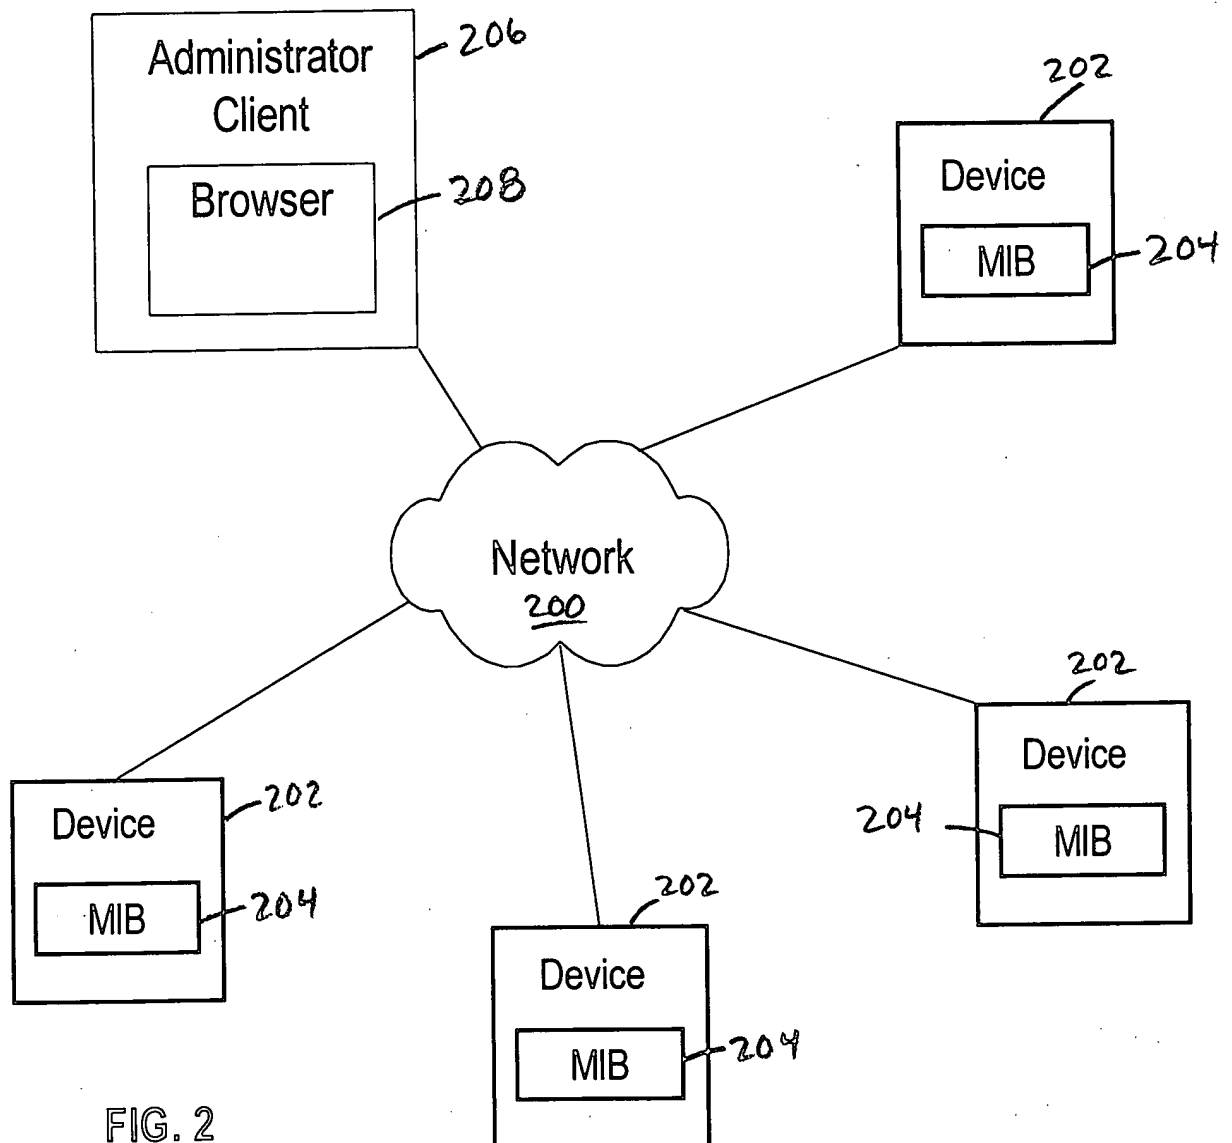 Administrator
Client
206
Browser
208
202
Device
MIB
204
Network
200
202
Device
204
MIB
202
Device
MIB
204
202
Device
MIB
204
FIG. 2